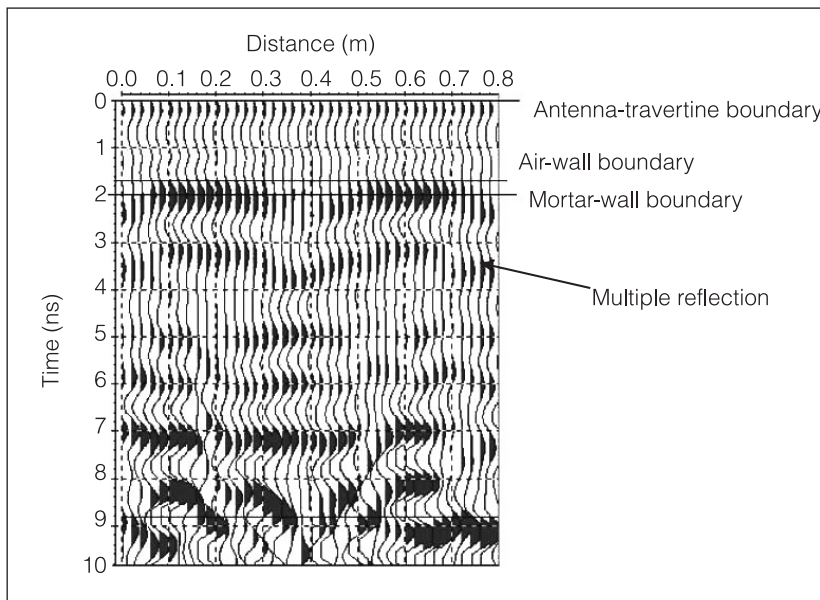 Distance (m)
0.0 0.1 0.2 0.3 0.4 0.5 0.6 0.7 0.8
0
Antenna-travertine boundary
1
Air-wall boundary
2
Mortar-wall boundary
3
4
Multiple reflection
5
Time (ns)
6
7
8
9
10